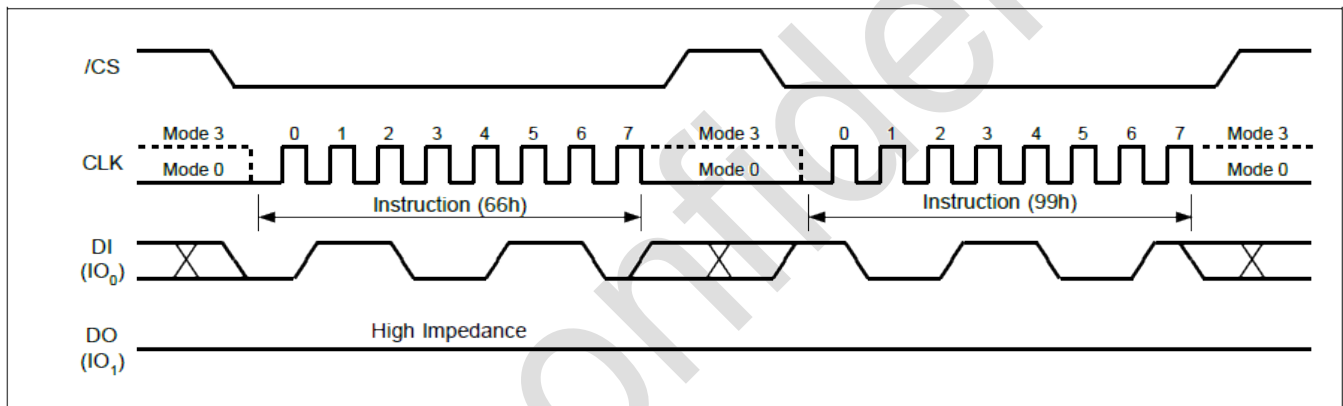 /CS
Mode 3 0 1 2 3 4 5 6 7 Mode 3 0 1 2 3 4 5 6 7 Mode 3
CLK
Mode 0 Mode 0 Mode 0
Instruction (66h) Instruction (99h)
DI
(IO0)
High Impedance
DO
(IO1)
onfide